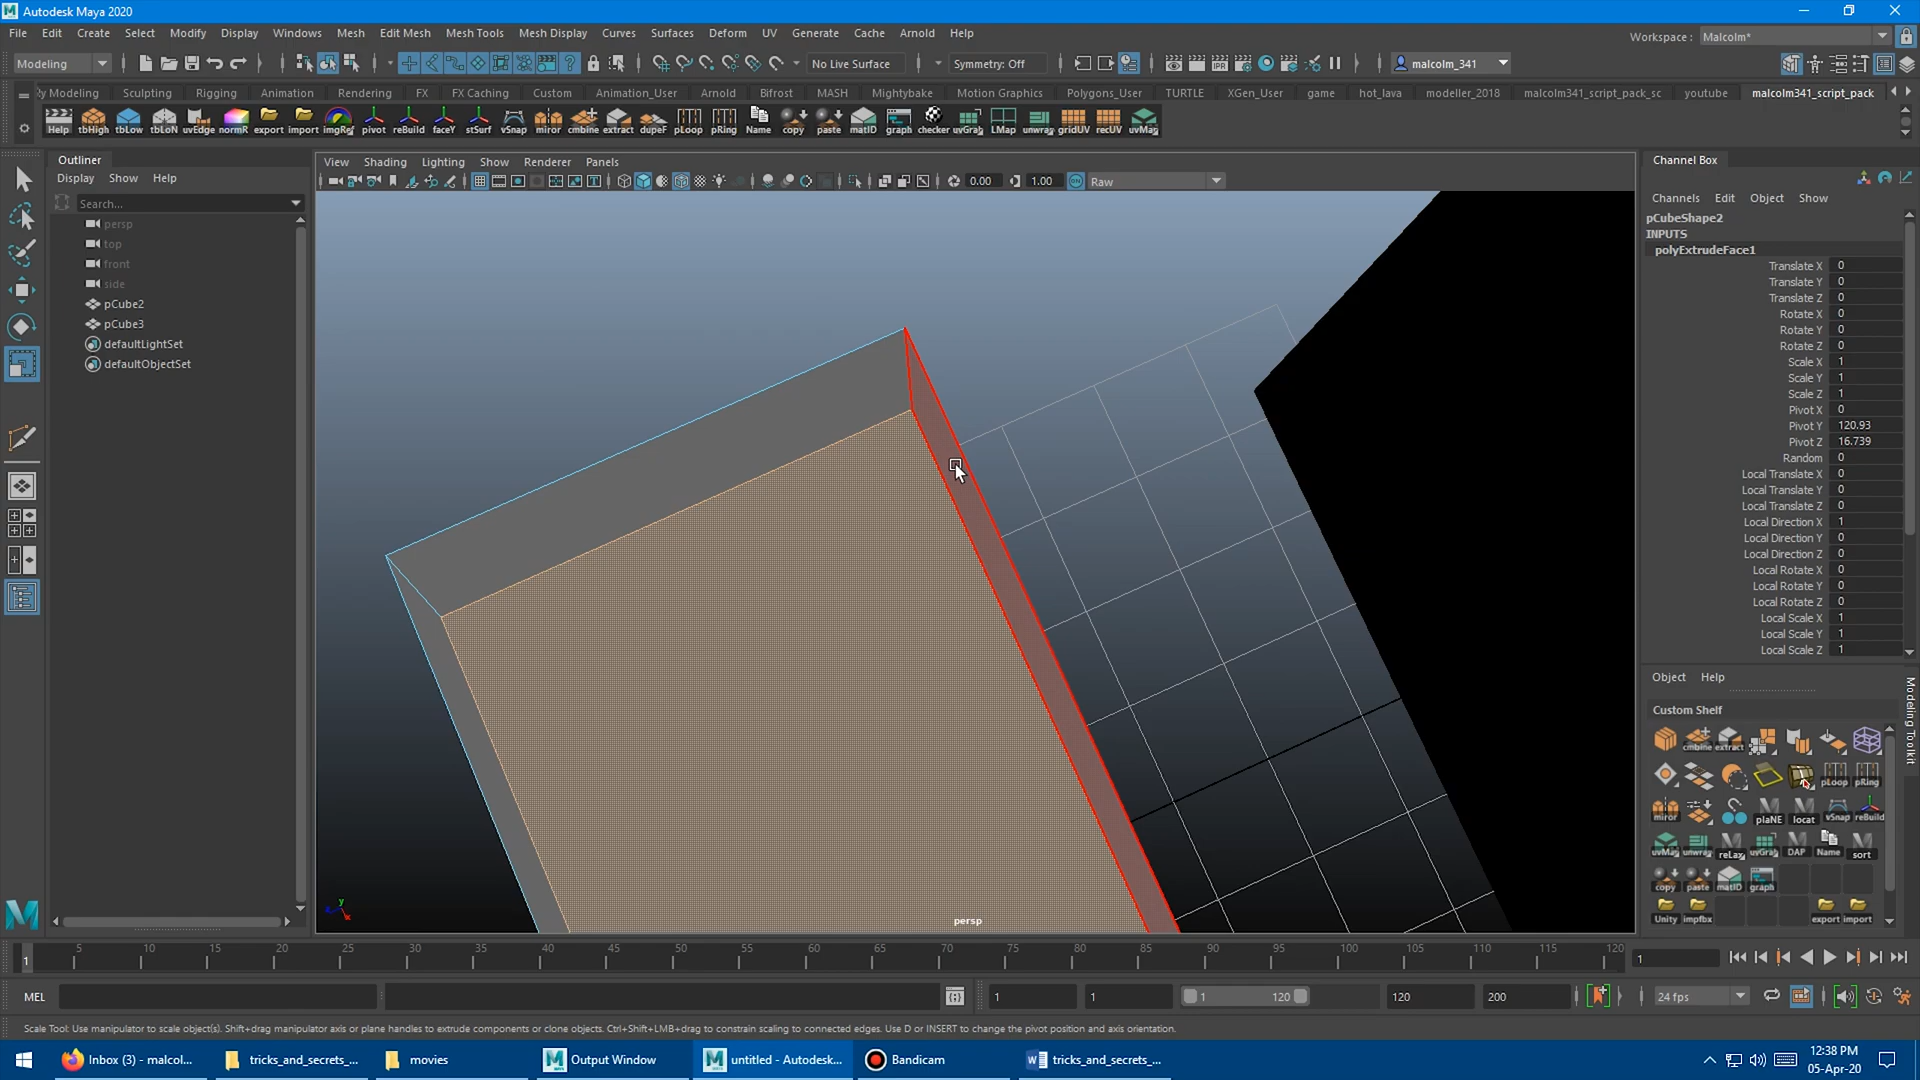 Autodesk Maya 2020
File Edit Create Select Modify Display Windows Mesh Edit Mesh Mesh Tools Mesh Display Curves Surfaces Deform UV Generate Cache Arnold Help
Workspace : Malcolm*
Modeling
No Live Surface
Symmetry: Off
malcolm_341
ly Modeling Sculpting Rigging Animation Rendering FX FX Caching Custom Animation_User Arnold Bifrost MASH Mightybake Motion Graphics Polygons_User TURTLE XGen_User game hot_lava modeller_2018 malcolm341_script_pack_sc youtube malcolm341_script_pack
Help tbHigh tbLow tbLoN uvEdge normR export import imgRef pivot reBuild faceY stSurf vSnap miror cmbine extract dupeF pLoop pRing Name copy paste matID graph checker uvGral LMap unwra gridUV recUV uvMa
Outliner
Display Show Help
Search...
persp
top
front
side
pCube2
pCube3
defaultLightSet
defaultObjectSet
View Shading Lighting Show Renderer Panels
0.00 1.00 Raw
persp
Channel Box
Channels Edit Object Show
pCubeShape2
INPUTS
polyExtrudeFace1
Translate X 0
Translate Y 0
Translate Z 0
Rotate X 0
Rotate Y 0
Rotate Z 0
Scale X 1
Scale Y 1
Scale Z 1
Pivot X 0
Pivot Y 120.93
Pivot Z 16.739
Random 0
Local Translate X 0
Local Translate Y 0
Local Translate Z 0
Local Direction X 1
Local Direction Y 0
Local Direction Z 0
Local Rotate X 0
Local Rotate Y 0
Local Rotate Z 0
Local Scale X 1
Local Scale Y 1
Local Scale Z 1
Object Help
Modeling Toolkit
Custom Shelf
cmbine extract
pLoop pRing
miror plaNE locat vSnap reBuild
uvMa unwra reLax uvGra DAP Name sort
copy paste matID graph
Unity impfbx export import
5 10 15 20 25 30 35 40 45 50 55 60 65 70 75 80 85 90 95 100 105 110 115 120
1
1
MEL
1 1 1 120 120 200 24 fps
Scale Tool: Use manipulator to scale object(s). Shift+drag manipulator axis or plane handles to extrude components or clone objects. Ctrl+Shift+LMB+drag to constrain scaling to connected edges. Use D or INSERT to change the pivot position and axis orientation.
Inbox (3) - malcol... tricks_and_secrets_... movies Output Window untitled - Autodesk... Bandicam tricks_and_secrets_...
12:38 PM
05-Apr-20